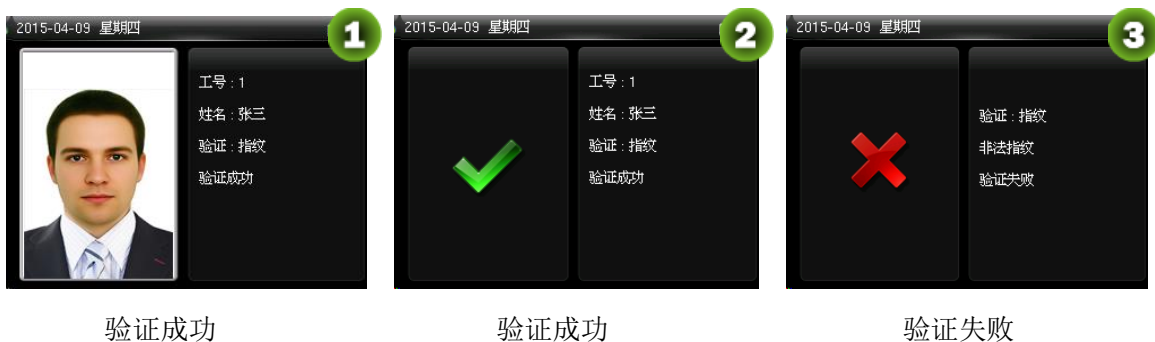 2015-04-09 星期四
1
工号 : 1
姓名 : 张三
验证 : 指纹
验证成功
2015-04-09 星期四
2
工号 : 1
姓名 : 张三
验证 : 指纹
验证成功
2015-04-09 星期四
3
验证 : 指纹
非法指纹
验证失败
验证成功
验证成功
验证失败